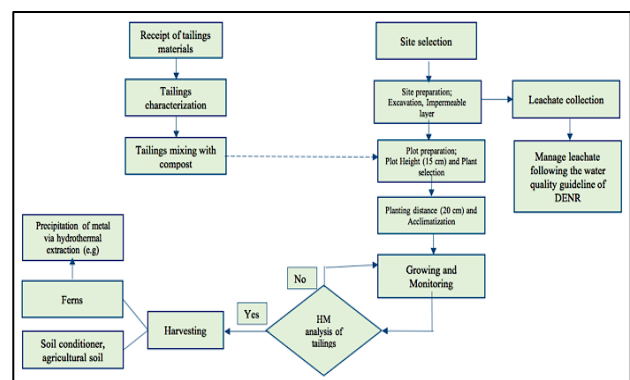 Receipt of tailings
materials
Site selection
Tailings
characterization
Site preparation;
Excavation, Impermeable
layer
Leachate collection
Tailings mixing with
compost
Plot preparation;
Plot Height (15 cm) and Plant
selection
Manage leachate
following the water
quality guideline of
DENR
Planting distance (20 cm) and
Acclimatization
Precipitation of metal
via hydrothermal
extraction (e.g)
No
Growing and
Monitoring
Ferns
Yes
HM
analysis of
tailings
Harvesting
Soil conditioner,
agricultural soil